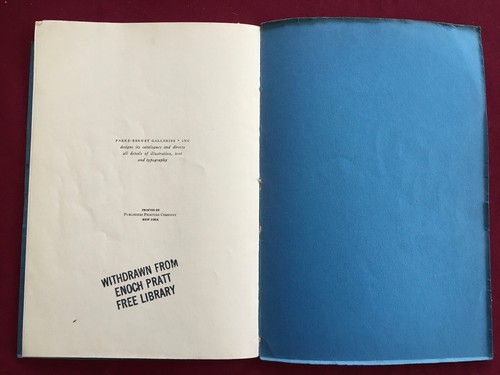 PARKE-BERNET GALLERIES • INC
designs its catalogues and directs
all details of illustration, text
and typography
PRINTED BY
PUBLISHERS PRINTING COMPANY
NEW YORK
WITHDRAWN FROM
ENOCH PRATT
FREE LIBRARY